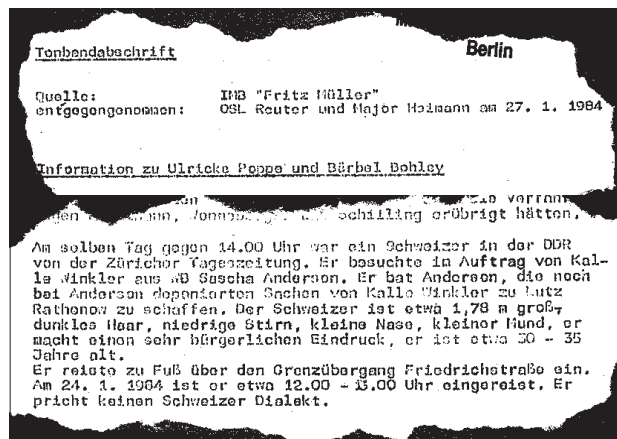 Berlin
Tonbandabschrift
Quelle: IMB "Fritz Müller"
entgegengenommen: OSL Reuter und Major Heimann am 27. 1. 1984
Information zu Ulricke Poppe und Bärbel Bohley
Schilling erübrigt hätten.
Am selben Tag gegen 14.00 Uhr war ein Schweizer in der DDR
von der Züricher Tageszeitung. Er besuchte im Auftrag von Kal-
le Winkler aus WB Sascha Anderson. Er bat Anderson, die noch
bei Anderson deponierten Sachen von Kalle Winkler zu Lutz
Rathenow zu schaffen. Der Schweizer ist etwa 1,78 m groß,
dunkles Haar, niedrige Stirn, kleine Nase, kleiner Mund, er
macht einen sehr bürgerlichen Eindruck, er ist etwa 30 - 35
Jahre alt.
Er reiste zu Fuß über den Grenzübergang Friedrichstraße ein.
Am 24. 1. 1984 ist er etwa 12.00 - 13.00 Uhr eingereist. Er
pricht keinen Schweizer Dialekt.